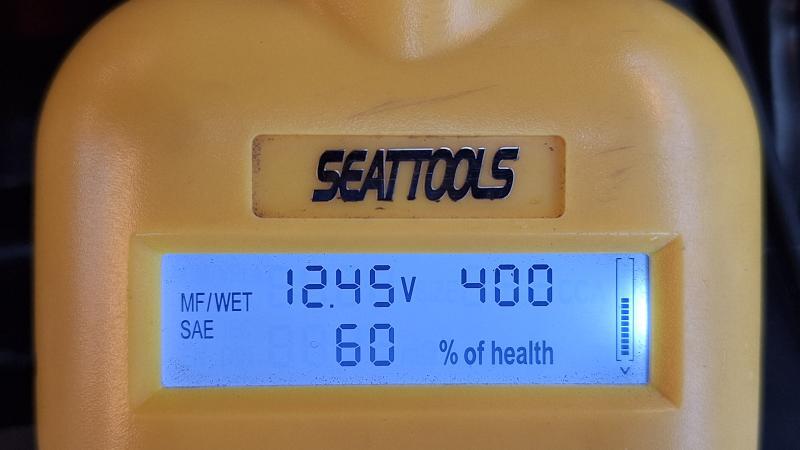 SEATTOOLS
MF/WET 12.45V 400
SAE
60 % of health